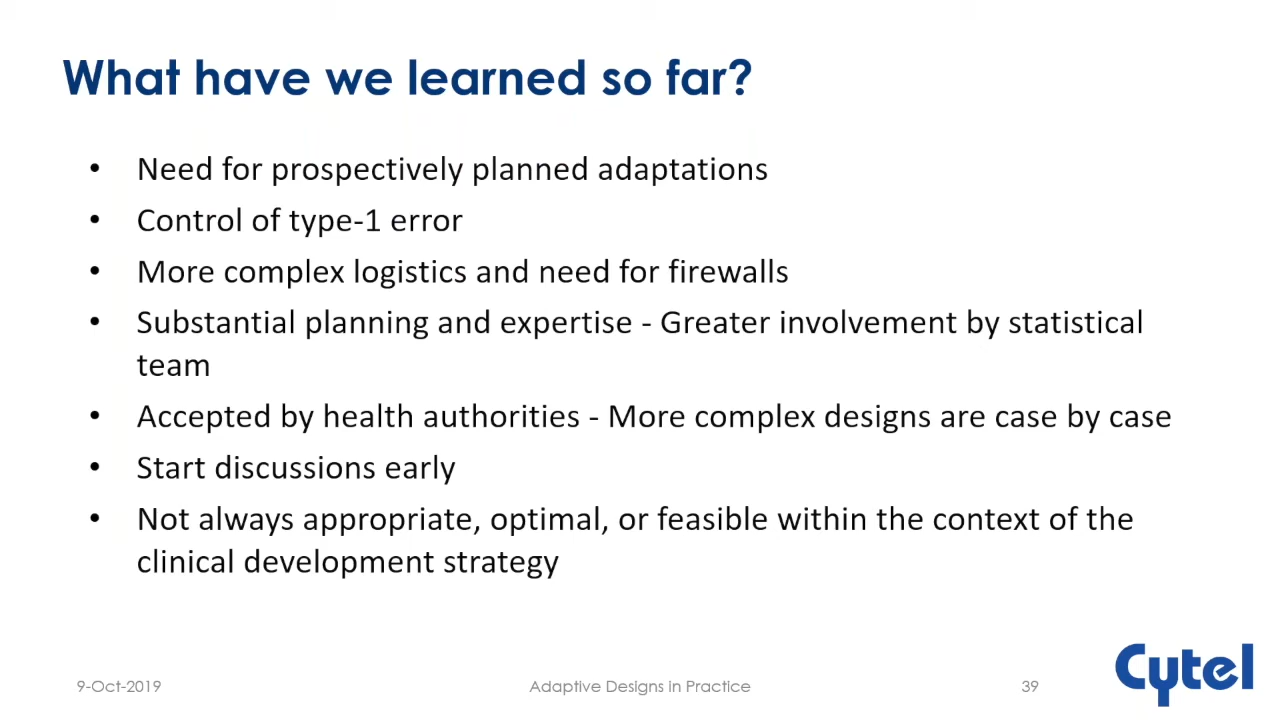 What have we learned so far?
• Need for prospectively planned adaptations
• Control of type-1 error
• More complex logistics and need for firewalls
• Substantial planning and expertise - Greater involvement by statistical
team
• Accepted by health authorities - More complex designs are case by case
• Start discussions early
• Not always appropriate, optimal, or feasible within the context of the
clinical development strategy
9-Oct-2019
Adaptive Designs in Practice
39
Cytel